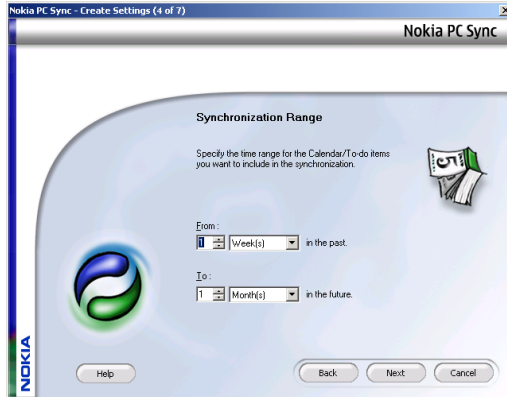 Nokia PC Sync - Create Settings (4 of 7)
Nokia PC Sync
Synchronization Range
Specify the time range for the Calendar/To-do items
you want to include in the synchronization.
5
From :
1 Week(s) in the past.
To :
1 Month(s) in the future.
NOKIA
Help Back Next Cancel